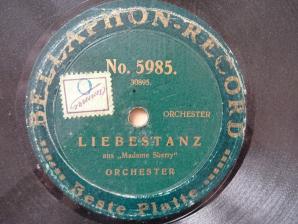 BELLAPHON-RECORD
No. 5985.
30895.
ORCHESTER
LIEBESTANZ
aus „Madame Sherry"
ORCHESTER
Beste Platte